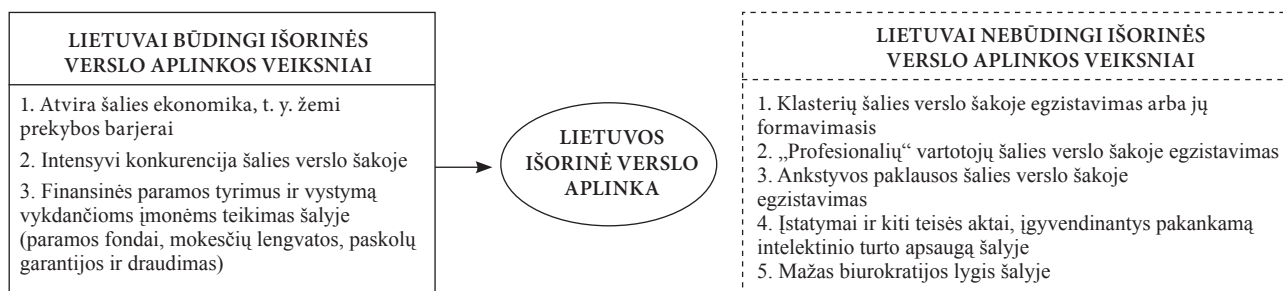 LIETUVAI BŪDINGI IŠORINĖS
VERSLO APLINKOS VEIKSNIAI
1. Atvira šalies ekonomika, t. y. žemi
prekybos barjerai
2. Intensyvi konkurencija šalies verslo šakoje
3. Finansinės paramos tyrimus ir vystymą
vykdančioms įmonėms teikimas šalyje
(paramos fondai, mokesčių lengvatos, paskolų
garantijos ir draudimas)
LIETUVOS
IŠORINĖ VERSLO
APLINKA
LIETUVAI NEBŪDINGI IŠORINĖS
VERSLO APLINKOS VEIKSNIAI
1. Klasterių šalies verslo šakoje egzistavimas arba jų
formavimasis
2. „Profesionalių“ vartotojų šalies verslo šakoje egzistavimas
3. Ankstyvos paklausos šalies verslo šakoje
egzistavimas
4. Įstatymai ir kiti teisės aktai, įgyvendinantys pakankamą
intelektinio turto apsaugą šalyje
5. Mažas biurokratijos lygis šalyje